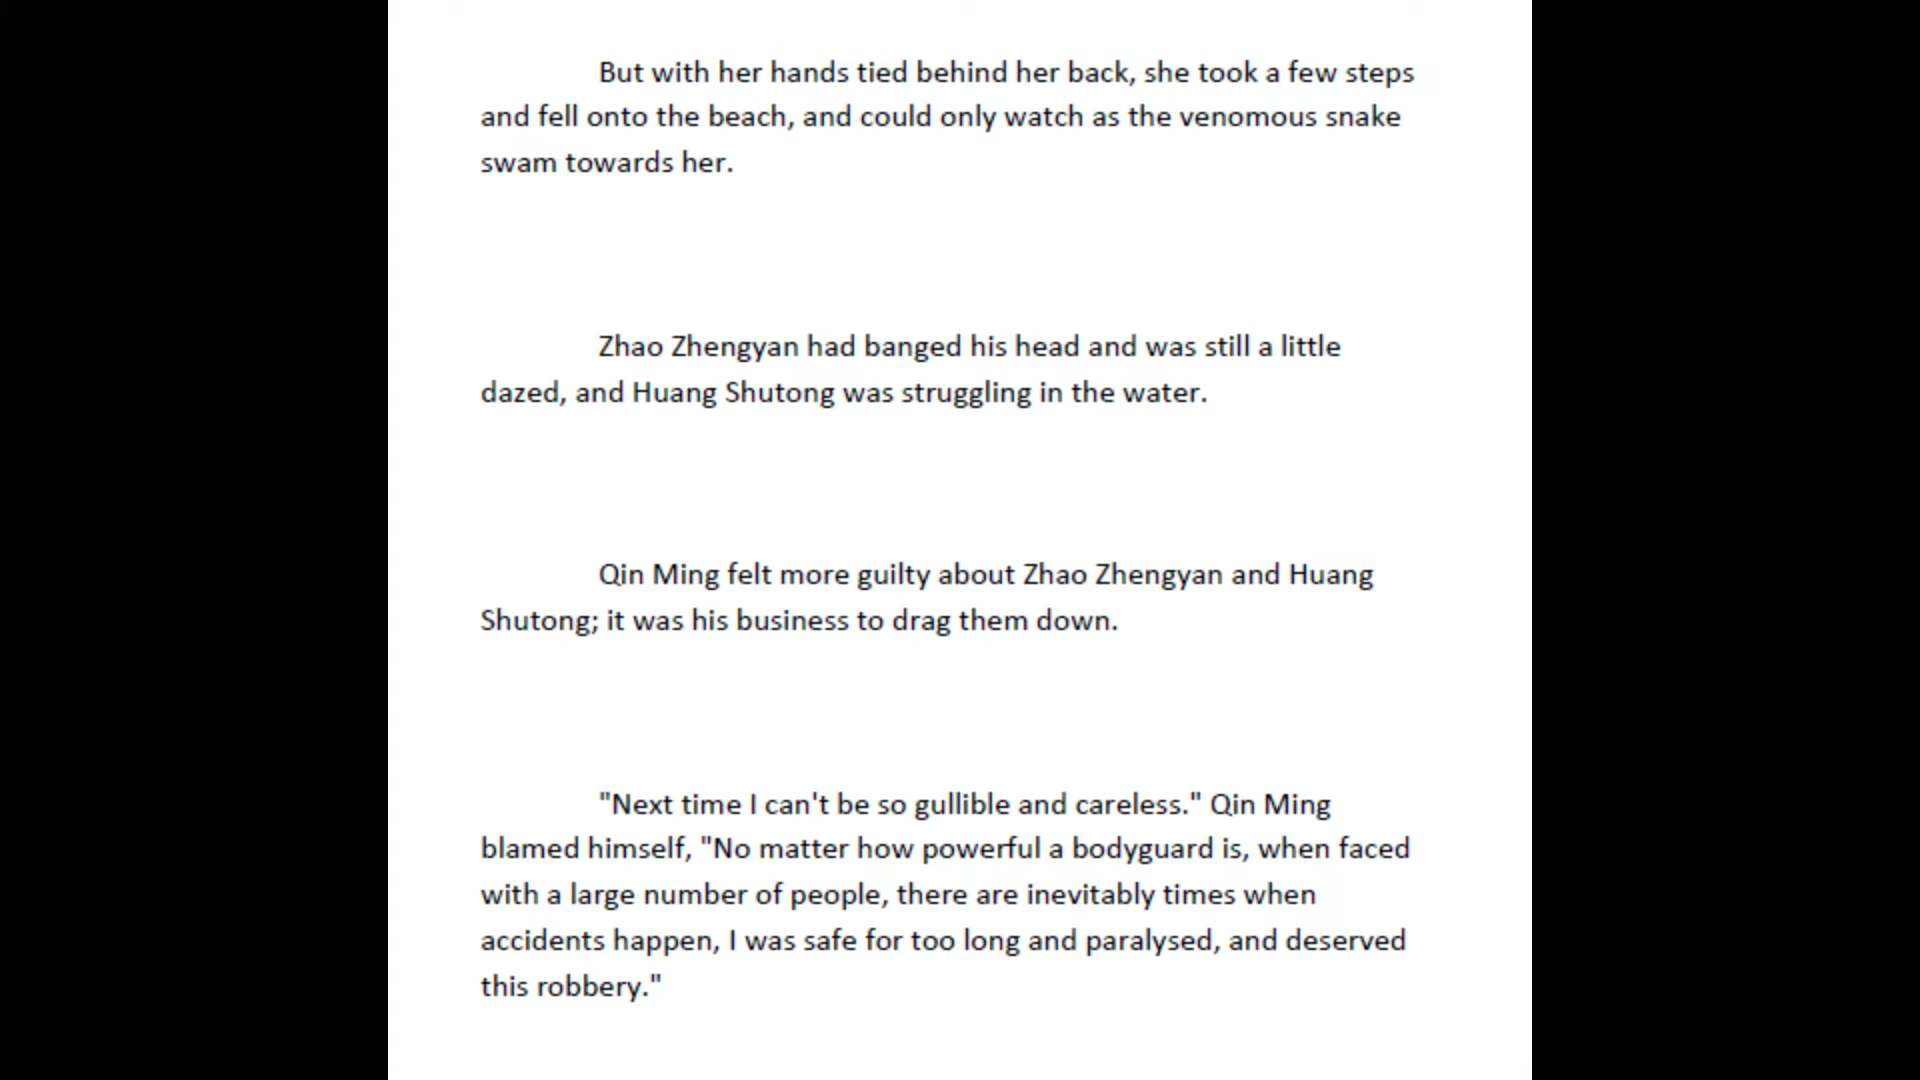 But with her hands tied behind her back, she took a few steps
and fell onto the beach, and could only watch as the venomous snake
swam towards her.
Zhao Zhengyan had banged his head and was still a little
dazed, and Huang Shutong was struggling in the water.
Qin Ming felt more guilty about Zhao Zhengyan and Huang
Shutong; it was his business to drag them down.
"Next time I can't be so gullible and careless." Qin Ming
blamed himself, "No matter how powerful a bodyguard is, when faced
with a large number of people, there are inevitably times when
accidents happen, I was safe for too long and paralysed, and deserved
this robbery."